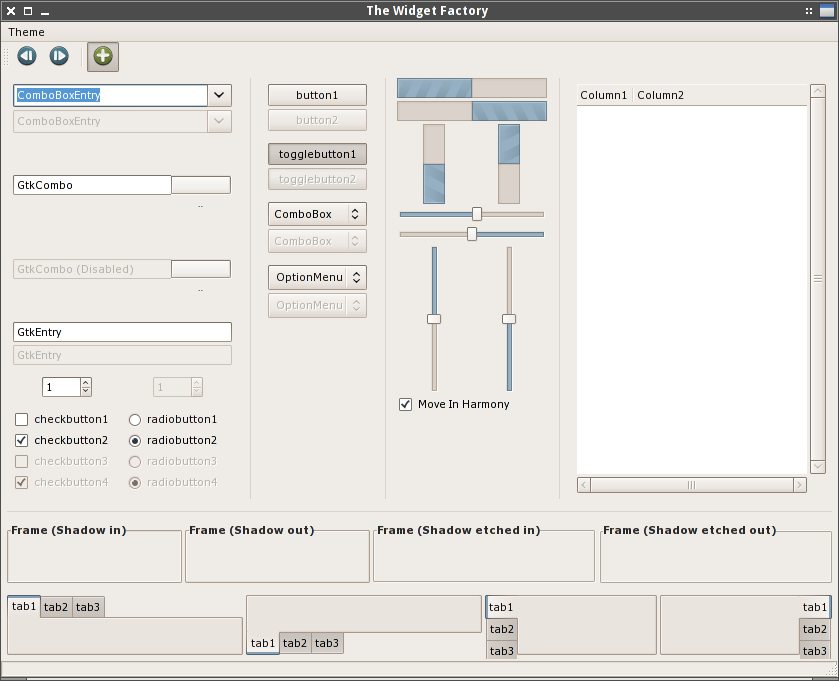 The Widget Factory
Theme
ComboBoxEntry
ComboBoxEntry
GtkCombo
..
GtkCombo (Disabled)
..
GtkEntry
GtkEntry
1 1
checkbutton1 radiobutton1
checkbutton2 radiobutton2
checkbutton3 radiobutton3
checkbutton4 radiobutton4
button1
button2
togglebutton1
togglebutton2
ComboBox
ComboBox
OptionMenu
OptionMenu
Move In Harmony
Column1 Column2
Frame (Shadow in) Frame (Shadow out) Frame (Shadow etched in) Frame (Shadow etched out)
tab1 tab2 tab3
tab1 tab2 tab3
tab1
tab2
tab3
tab1
tab2
tab3